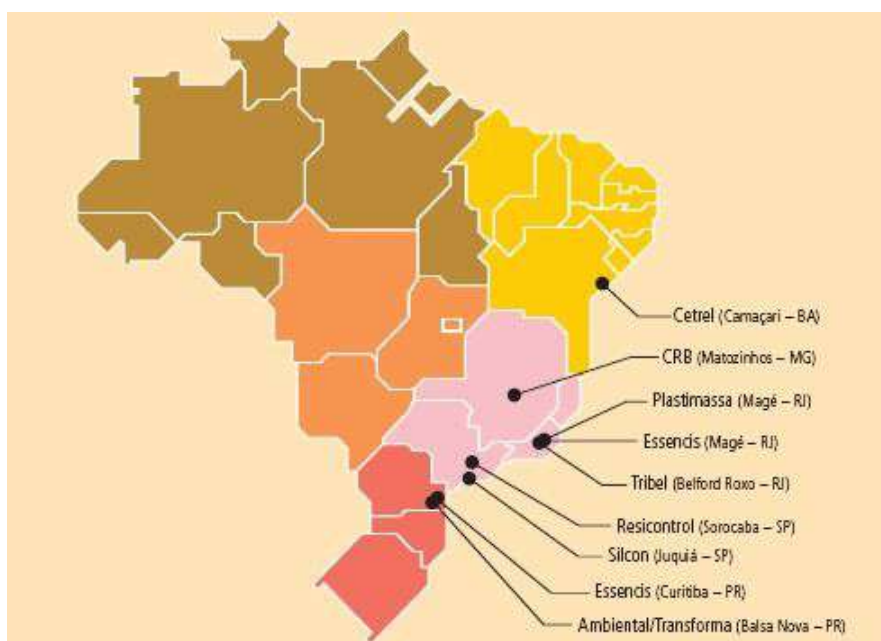 Cetrel (Camaçari – BA)
CRB (Matozinhos – MG)
Plastimassa (Magé – RJ)
Essencis (Magé – RJ)
Tribel (Belford Roxo – RJ)
Resicontrol (Sorocaba – SP)
Silcon (Juquiá – SP)
Essencis (Curitiba – PR)
Ambiental/Transforma (Balsa Nova – PR)